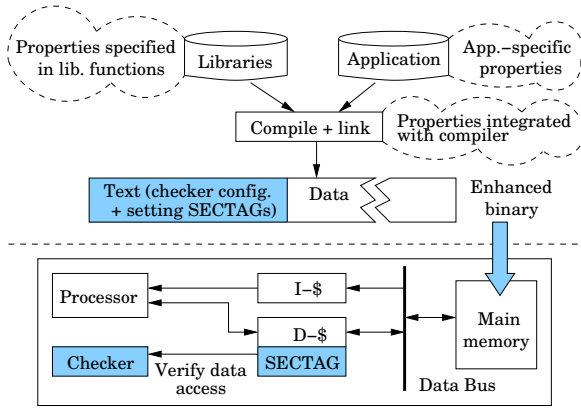 Properties specified
in lib. functions
Libraries
Application
App.–specific
properties
Compile + link
Properties integrated
with compiler
Text (checker config.
+ setting SECTAGs)
Data
Enhanced
binary
Processor
I–$
D–$
Main
memory
Checker
SECTAG
Verify data
access
Data Bus